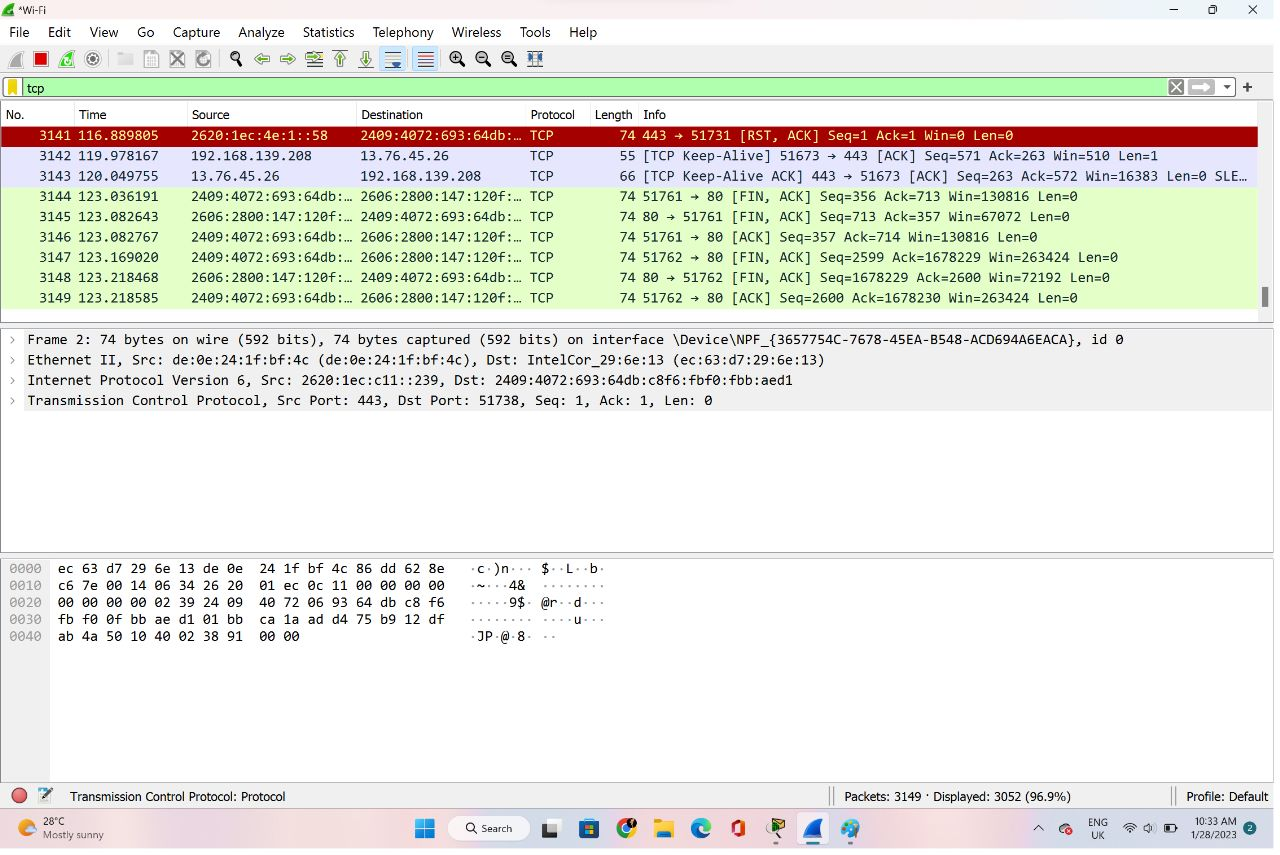 *Wi-Fi
File Edit View Go Capture Analyze Statistics Telephony Wireless Tools Help
tcp
No. Time Source Destination Protocol Length Info
3141 116.889805 2620:1ec:4e:1::58 2409:4072:693:64db:… TCP 74 443 → 51731 [RST, ACK] Seq=1 Ack=1 Win=0 Len=0
3142 119.978167 192.168.139.208 13.76.45.26 TCP 55 [TCP Keep-Alive] 51673 → 443 [ACK] Seq=571 Ack=263 Win=510 Len=1
3143 120.049755 13.76.45.26 192.168.139.208 TCP 66 [TCP Keep-Alive ACK] 443 → 51673 [ACK] Seq=263 Ack=572 Win=16383 Len=0 SLE…
3144 123.036191 2409:4072:693:64db:… 2606:2800:147:120f:… TCP 74 51761 → 80 [FIN, ACK] Seq=356 Ack=713 Win=130816 Len=0
3145 123.082643 2606:2800:147:120f:… 2409:4072:693:64db:… TCP 74 80 → 51761 [FIN, ACK] Seq=713 Ack=357 Win=67072 Len=0
3146 123.082767 2409:4072:693:64db:… 2606:2800:147:120f:… TCP 74 51761 → 80 [ACK] Seq=357 Ack=714 Win=130816 Len=0
3147 123.169020 2409:4072:693:64db:… 2606:2800:147:120f:… TCP 74 51762 → 80 [FIN, ACK] Seq=2599 Ack=1678229 Win=263424 Len=0
3148 123.218468 2606:2800:147:120f:… 2409:4072:693:64db:… TCP 74 80 → 51762 [FIN, ACK] Seq=1678229 Ack=2600 Win=72192 Len=0
3149 123.218585 2409:4072:693:64db:… 2606:2800:147:120f:… TCP 74 51762 → 80 [ACK] Seq=2600 Ack=1678230 Win=263424 Len=0
Frame 2: 74 bytes on wire (592 bits), 74 bytes captured (592 bits) on interface \Device\NPF_{3657754C-7678-45EA-B548-ACD694A6EACA}, id 0
Ethernet II, Src: de:0e:24:1f:bf:4c (de:0e:24:1f:bf:4c), Dst: IntelCor_29:6e:13 (ec:63:d7:29:6e:13)
Internet Protocol Version 6, Src: 2620:1ec:c11::239, Dst: 2409:4072:693:64db:c8f6:fbf0:fbb:aed1
Transmission Control Protocol, Src Port: 443, Dst Port: 51738, Seq: 1, Ack: 1, Len: 0
0000 ec 63 d7 29 6e 13 de 0e 24 1f bf 4c 86 dd 62 8e ·c·)n··· $··L··b·
0010 c6 7e 00 14 06 34 26 20 01 ec 0c 11 00 00 00 00 ·~···4& ········
0020 00 00 00 00 02 39 24 09 40 72 06 93 64 db c8 f6 ·····9$· @r··d···
0030 fb f0 0f bb ae d1 01 bb ca 1a ad d4 75 b9 12 df ········ ····u···
0040 ab 4a 50 10 40 02 38 91 00 00 ·JP·@·8· ··
Transmission Control Protocol: Protocol Packets: 3149 · Displayed: 3052 (96.9%) Profile: Default
28°C
Mostly sunny
Search
ENG
UK
10:33 AM
1/28/2023
2